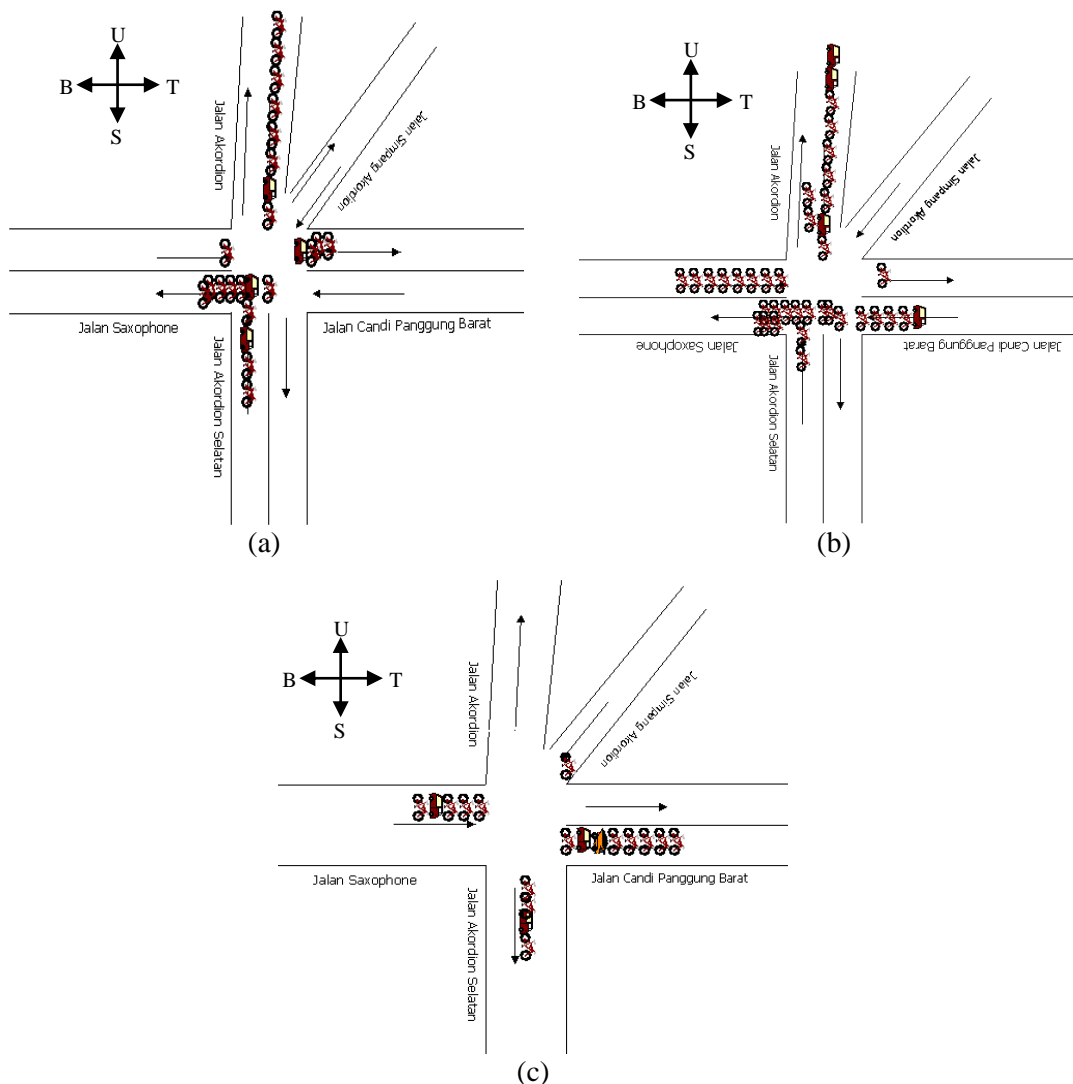 U
B T
S
Jalan Akordion
Jalan Simpang Akordion
Jalan Saxophone
Jalan Candi Panggung Barat
Jalan Akordion Selatan
(a)
U
B T
S
Jalan Akordion
Jalan Simpang Akordion
Jalan Saxophone
Jalan Candi Panggung Barat
Jalan Akordion Selatan
(b)
U
B T
S
Jalan Akordion
Jalan Simpang Akordion
Jalan Saxophone
Jalan Candi Panggung Barat
Jalan Akordion Selatan
(c)